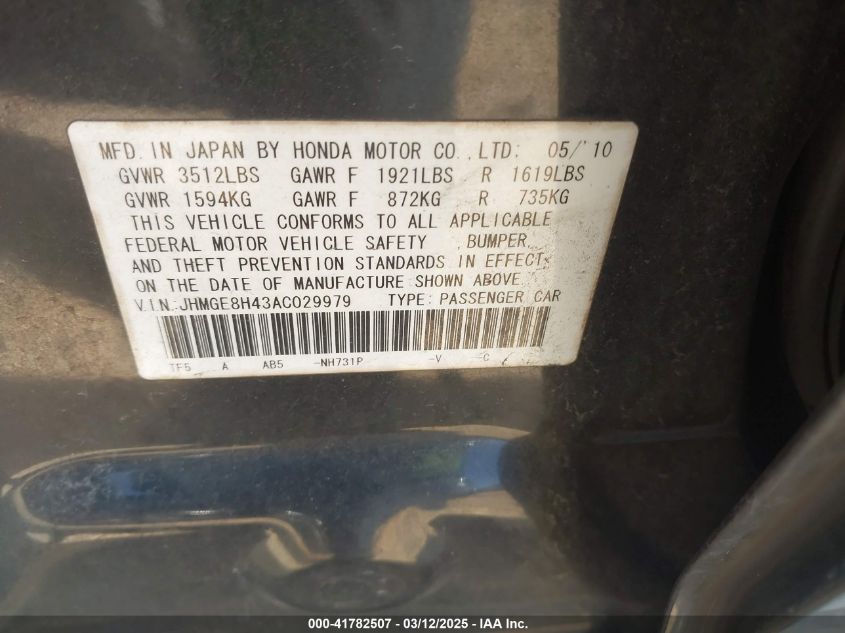 MFD. IN JAPAN BY HONDA MOTOR CO., LTD. 05/'10
GVWR 3512LBS GAWR F 1921LBS R 1619LBS
GVWR 1594KG GAWR F 872KG R 735KG
THIS VEHICLE CONFORMS TO ALL APPLICABLE
FEDERAL MOTOR VEHICLE SAFETY , BUMPER,
AND THEFT PREVENTION STANDARDS IN EFFECT
ON THE DATE OF MANUFACTURE SHOWN ABOVE.
V.I.N. JHMGE8H43AC029979 TYPE: PASSENGER CAR
TF5 A AB5 -NH731P -V -C
000-41782507 - 03/12/2025 - IAA Inc.